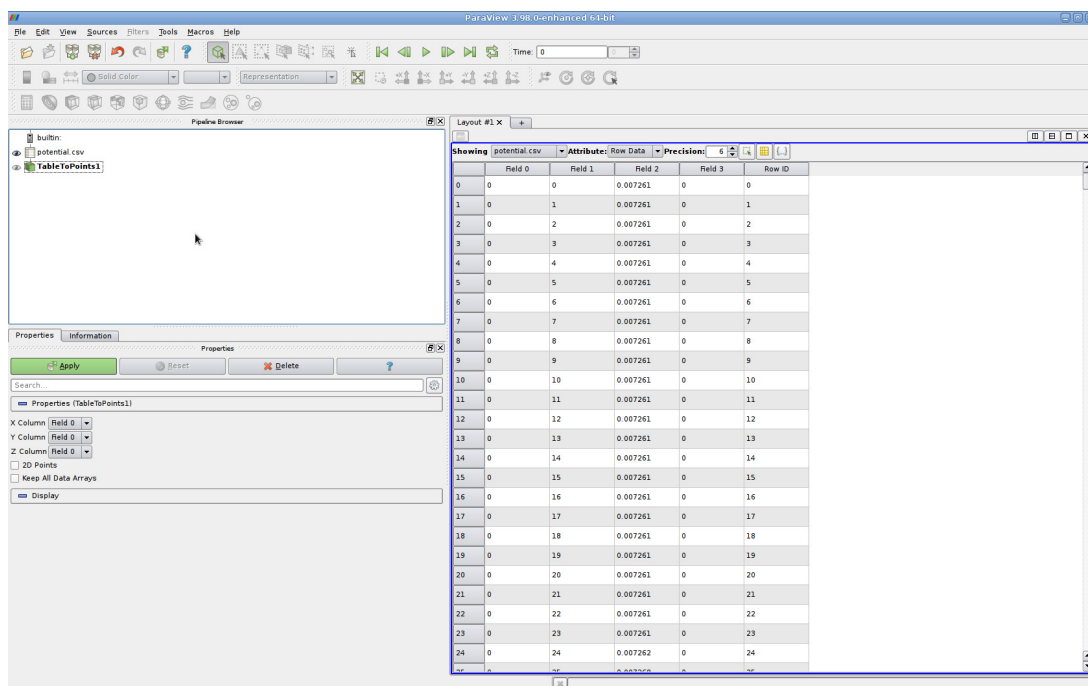 ParaView 3.98.0-enhanced 64-bit
File Edit View Sources Filters Tools Macros Help
Time: 0 0
Solid Color Representation
Pipeline Browser
builtin:
potential.csv
TableToPoints1
Properties Information
Properties
Apply Reset Delete ?
Search...
Properties (TableToPoints1)
X Column Field 0
Y Column Field 0
Z Column Field 0
2D Points
Keep All Data Arrays
Display
Layout #1 × +
Showing potential.csv Attribute: Row Data Precision: 6 {..}
Field 0 Field 1 Field 2 Field 3 Row ID
0 0 0 0.007261 0 0
1 0 1 0.007261 0 1
2 0 2 0.007261 0 2
3 0 3 0.007261 0 3
4 0 4 0.007261 0 4
5 0 5 0.007261 0 5
6 0 6 0.007261 0 6
7 0 7 0.007261 0 7
8 0 8 0.007261 0 8
9 0 9 0.007261 0 9
10 0 10 0.007261 0 10
11 0 11 0.007261 0 11
12 0 12 0.007261 0 12
13 0 13 0.007261 0 13
14 0 14 0.007261 0 14
15 0 15 0.007261 0 15
16 0 16 0.007261 0 16
17 0 17 0.007261 0 17
18 0 18 0.007261 0 18
19 0 19 0.007261 0 19
20 0 20 0.007261 0 20
21 0 21 0.007261 0 21
22 0 22 0.007261 0 22
23 0 23 0.007261 0 23
24 0 24 0.007262 0 24